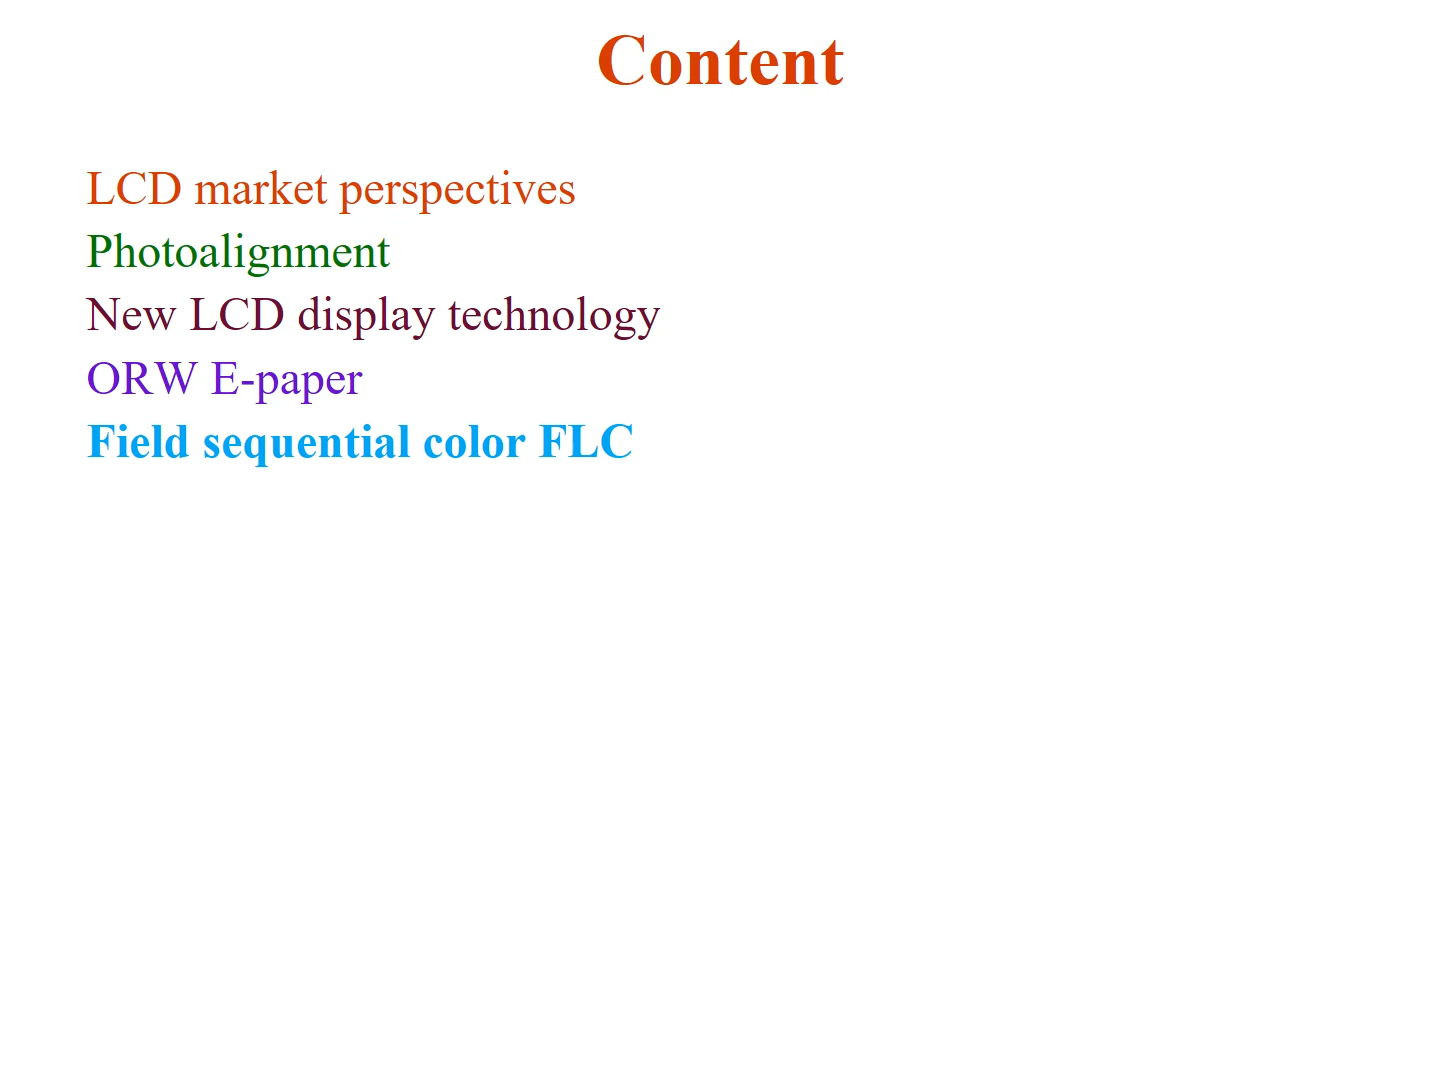 Content
LCD market perspectives
Photoalignment
New LCD display technology
ORW E-paper
Field sequential color FLC